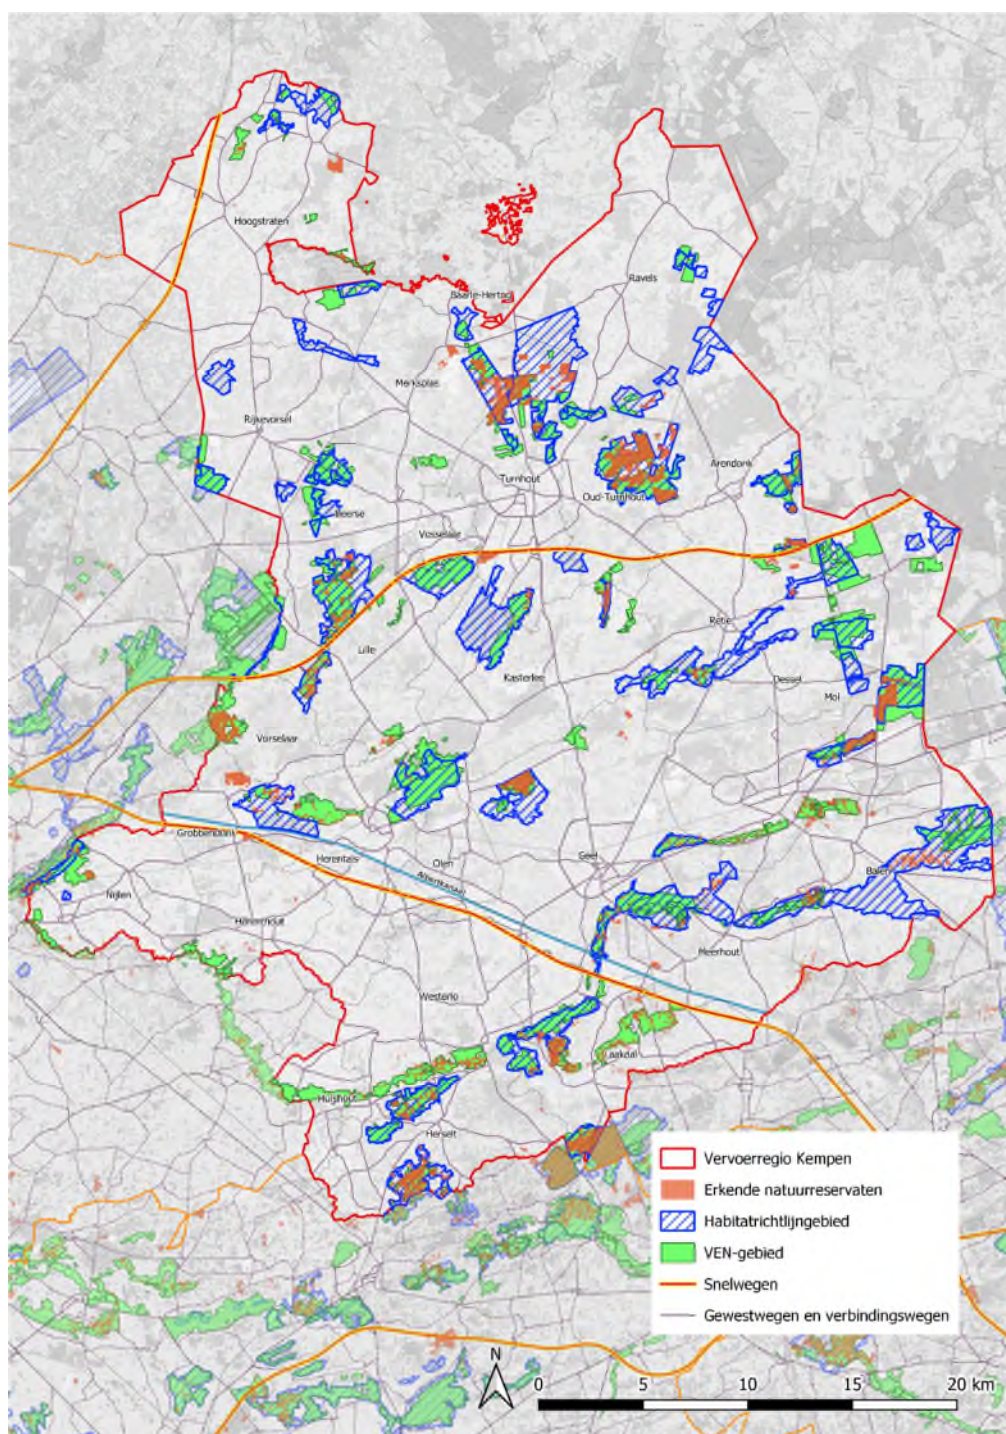 Hoogstraten
Ravels
Baarle-Hertog
Merksplas
Rijkevorsel
Turnhout
Arendonk
Oud-Turnhout
Beerse
Vosselaar
Retie
Lille
Kasterlee
Dessel
Mol
Vorselaar
Grobbendonk
Herentals
Olen
Geel
Albertkanaal
Balen
Nijlen
Herenthout
Meerhout
Westerlo
Laakdal
Hulshout
Herselt
Vervoerregio Kempen
Erkende natuurreservaten
Habitatrichtlijngebied
VEN-gebied
Snelwegen
Gewestwegen en verbindingswegen
N
0 5 10 15 20 km